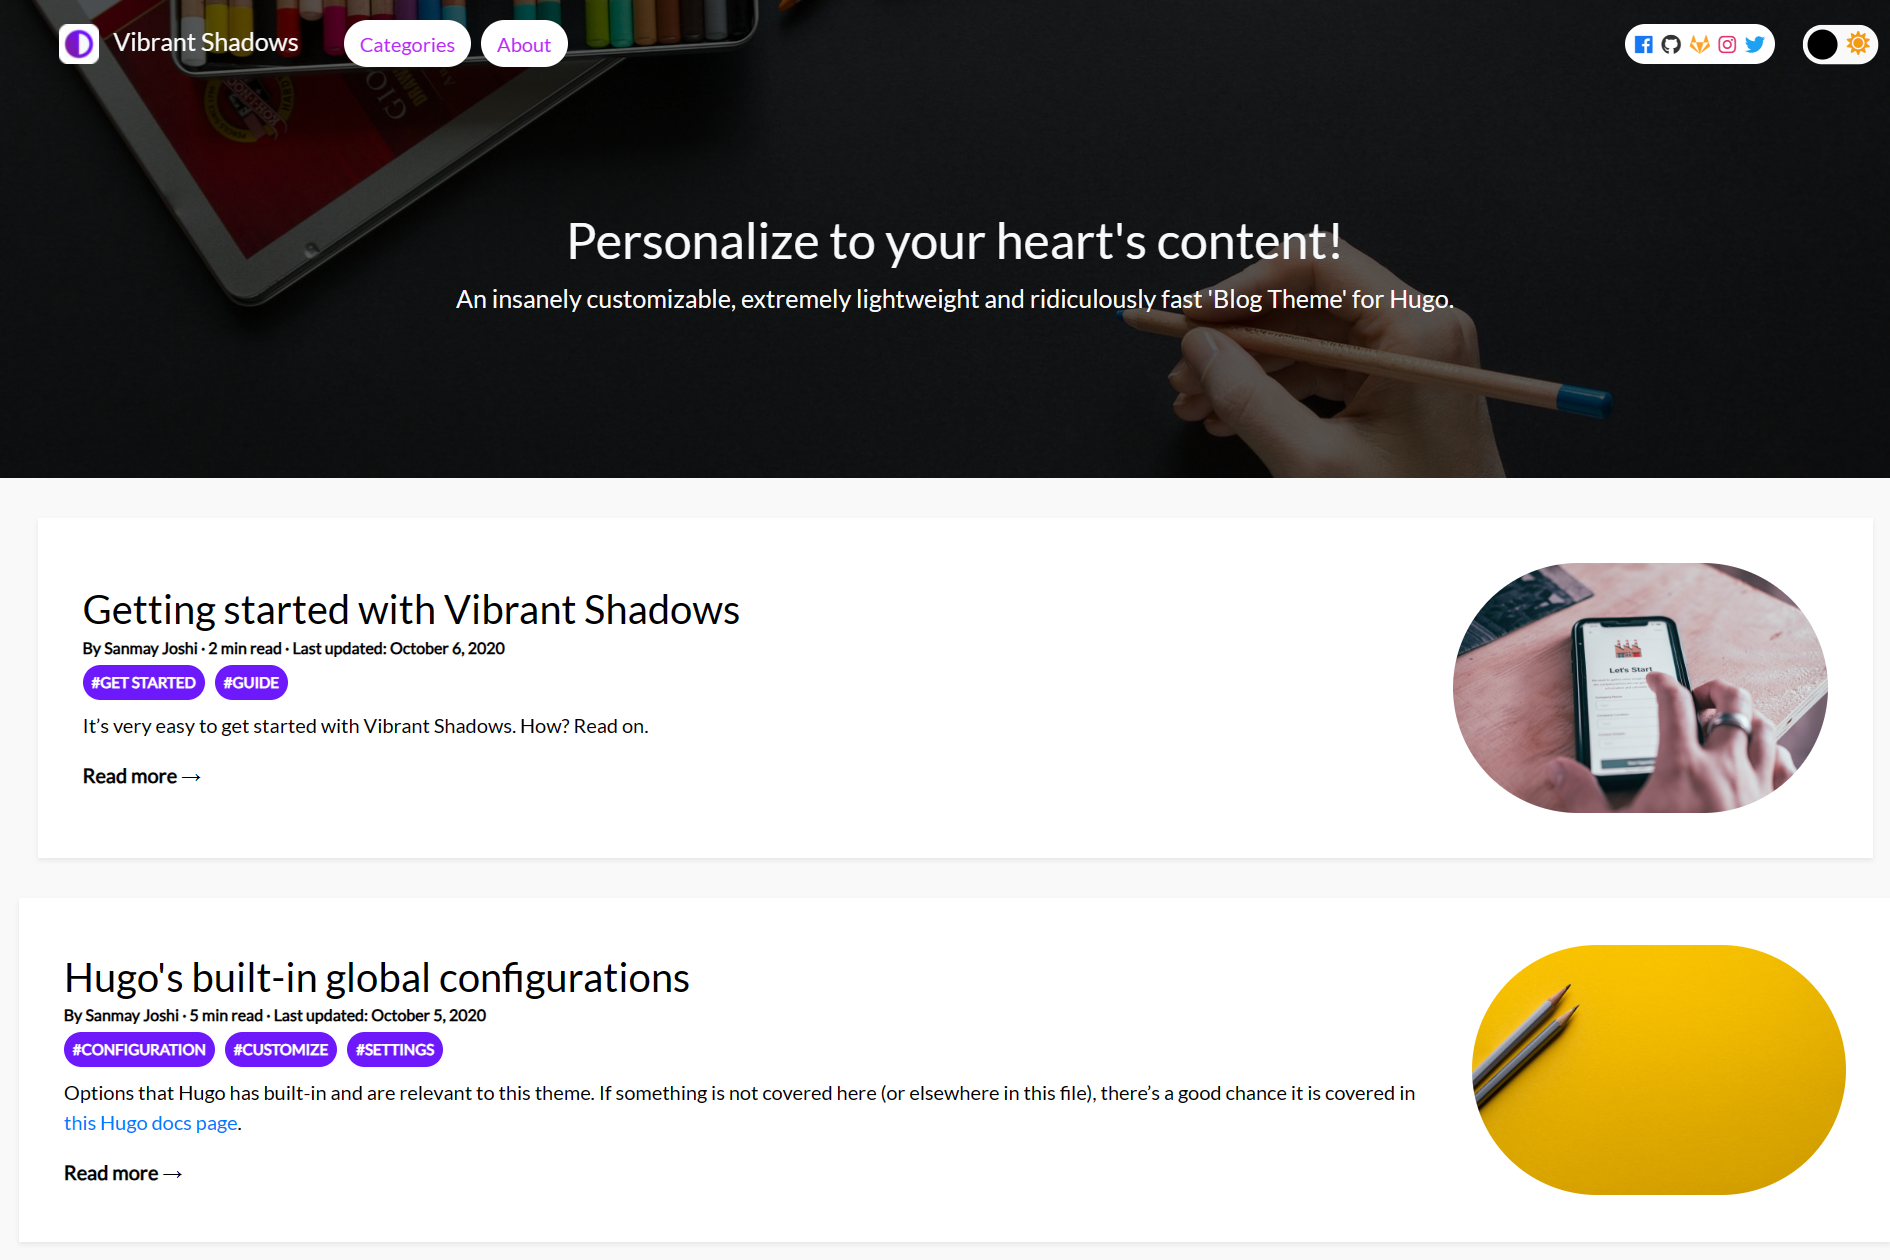 Vibrant Shadows
Categories
About
Personalize to your heart's content!
An insanely customizable, extremely lightweight and ridiculously fast 'Blog Theme' for Hugo.
Getting started with Vibrant Shadows
By Sanmay Joshi · 2 min read · Last updated: October 6, 2020
#GET STARTED #GUIDE
It’s very easy to get started with Vibrant Shadows. How? Read on.
Read more →
Let's Start
Hugo's built-in global configurations
By Sanmay Joshi · 5 min read · Last updated: October 5, 2020
#CONFIGURATION #CUSTOMIZE #SETTINGS
Options that Hugo has built-in and are relevant to this theme. If something is not covered here (or elsewhere in this file), there’s a good chance it is covered in
this Hugo docs page.
Read more →